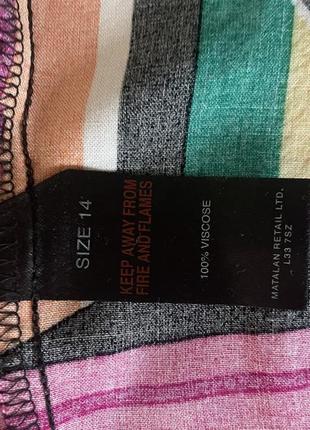 SIZE 14
KEEP AWAY FROM
FIRE AND FLAMES
100% VISCOSE
MATALAN RETAIL LTD.
L33 7SZ